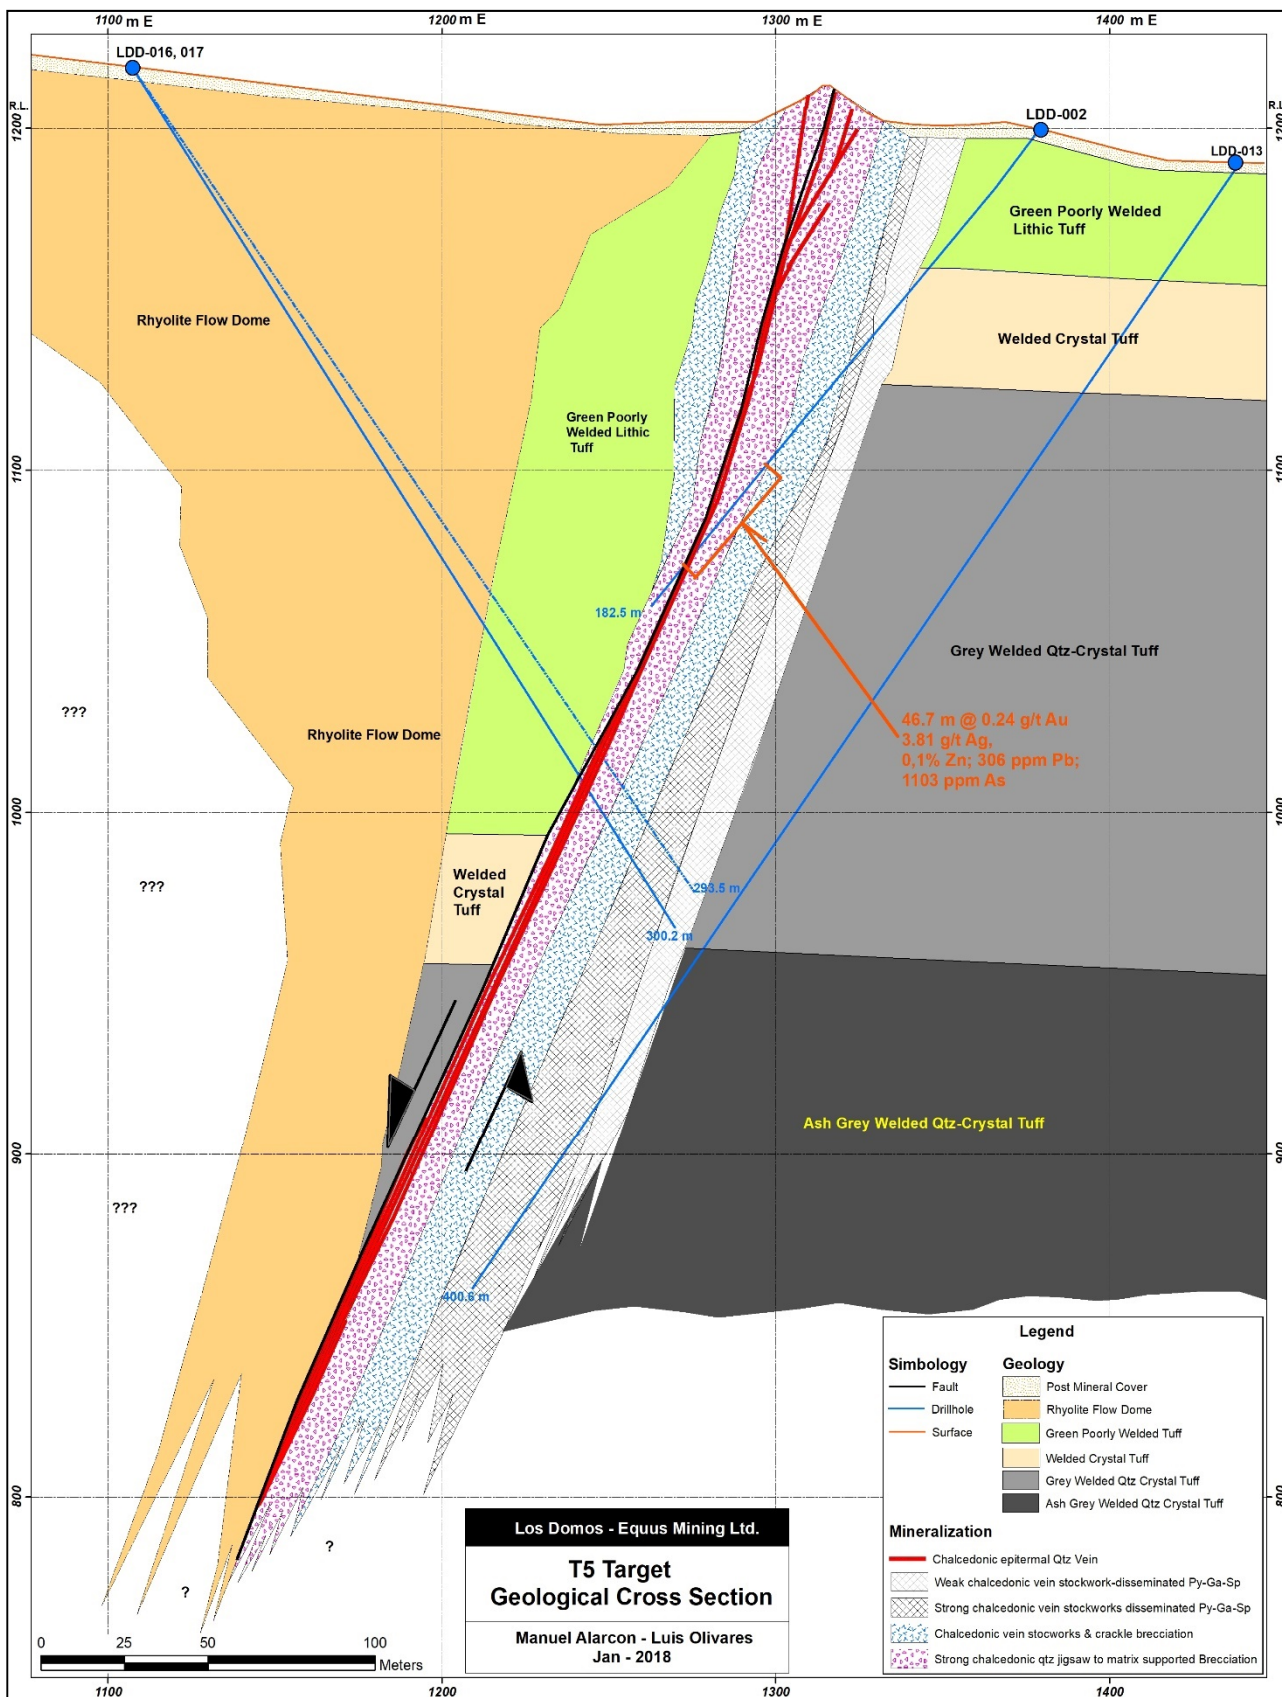 1100 m E
1200 m E
1300 m E
1400 m E
LDD-016, 017
R.L.
R.L.
LDD-002
1200
1200
LDD-013
Green Poorly Welded
Lithic Tuff
Rhyolite Flow Dome
Welded Crystal Tuff
Green Poorly
Welded Lithic
Tuff
1100
1100
182.5 m
Grey Welded Qtz-Crystal Tuff
???
Rhyolite Flow Dome
46.7 m @ 0.24 g/t Au
3.81 g/t Ag,
0,1% Zn; 306 ppm Pb;
1103 ppm As
1000
1000
Welded
Crystal
Tuff
???
293.5 m
300.2 m
Ash Grey Welded Qtz-Crystal Tuff
900
900
???
400.6 m
Legend
Simbology
Fault
Drillhole
Surface
Geology
Post Mineral Cover
Rhyolite Flow Dome
Green Poorly Welded Tuff
Welded Crystal Tuff
Grey Welded Qtz Crystal Tuff
Ash Grey Welded Qtz Crystal Tuff
Mineralization
Chalcedonic epitermal Qtz Vein
Weak chalcedonic vein stockwork-disseminated Py-Ga-Sp
Strong chalcedonic vein stockworks disseminated Py-Ga-Sp
Chalcedonic vein stocworks & crackle brecciation
Strong chalcedonic qtz jigsaw to matrix supported Brecciation
800
800
?
?
Los Domos - Equus Mining Ltd.
T5 Target
Geological Cross Section
Manuel Alarcon - Luis Olivares
Jan - 2018
0 25 50 100
Meters
1100
1200
1300
1400